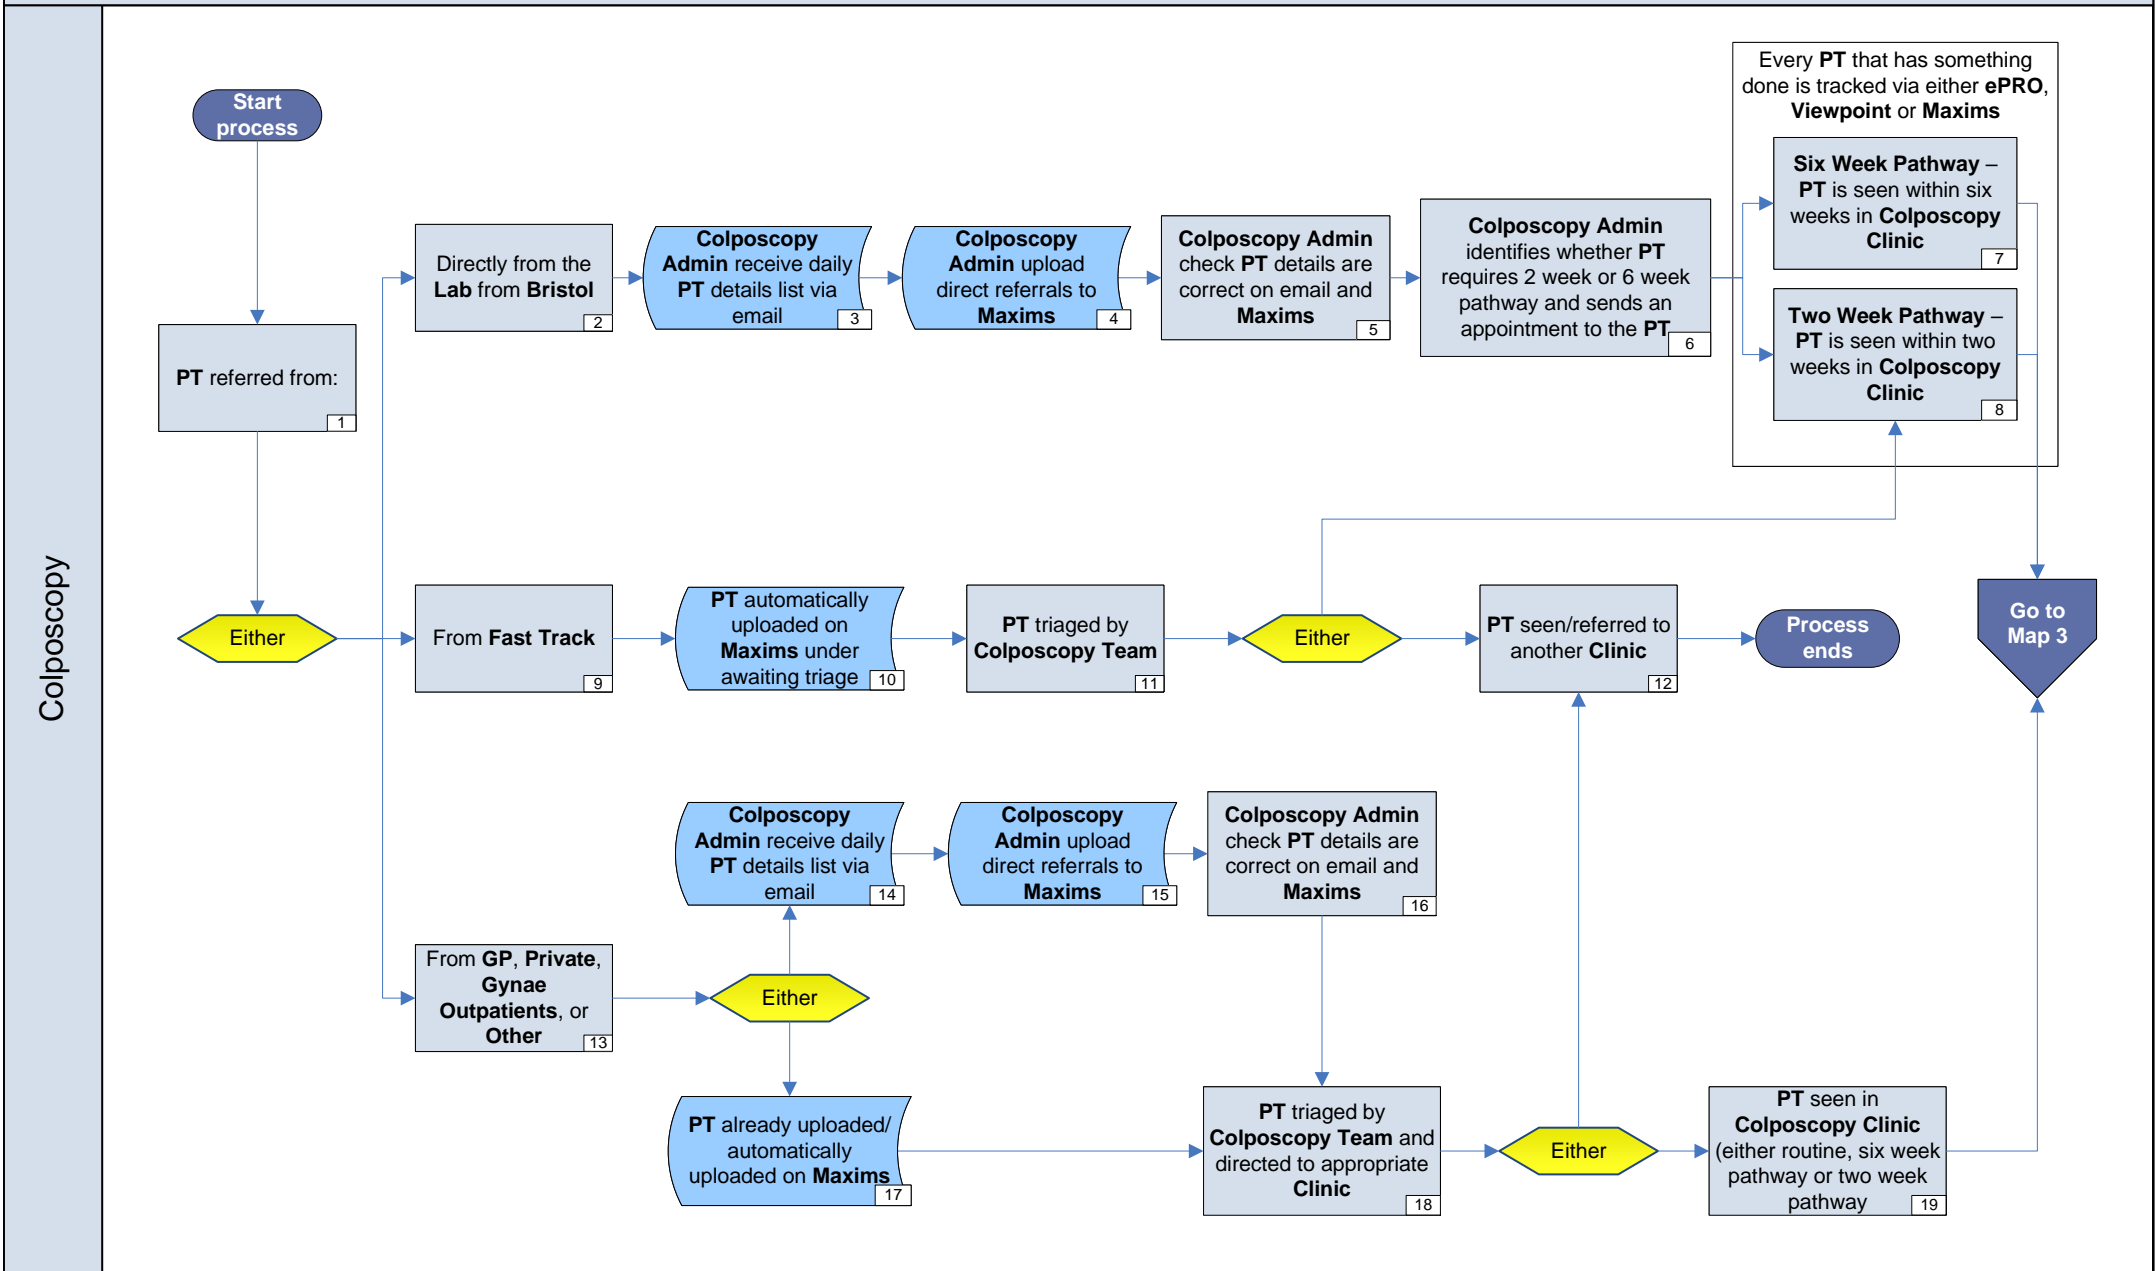 Colposcopy
Start
process
PT referred from:
1
Either
Directly from the
Lab from Bristol
2
Colposcopy
Admin receive daily
PT details list via
email
3
Colposcopy
Admin upload
direct referrals to
Maxims
4
Colposcopy Admin
check PT details are
correct on email and
Maxims
5
Colposcopy Admin
identifies whether PT
requires 2 week or 6 week
pathway and sends an
appointment to the PT
6
Every PT that has something
done is tracked via either ePRO,
Viewpoint or Maxims
Six Week Pathway –
PT is seen within six
weeks in Colposcopy
Clinic
7
Two Week Pathway –
PT is seen within two
weeks in Colposcopy
Clinic
8
From Fast Track
9
PT automatically
uploaded on
Maxims under
awaiting triage
10
PT triaged by
Colposcopy Team
11
Either
PT seen/referred to
another Clinic
12
Process
ends
Go to
Map 3
From GP, Private,
Gynae
Outpatients, or
Other
13
Either
Colposcopy
Admin receive daily
PT details list via
email
14
Colposcopy
Admin upload
direct referrals to
Maxims
15
Colposcopy Admin
check PT details are
correct on email and
Maxims
16
PT already uploaded/
automatically
uploaded on Maxims
17
PT triaged by
Colposcopy Team and
directed to appropriate
Clinic
18
Either
PT seen in
Colposcopy Clinic
(either routine, six week
pathway or two week
pathway
19